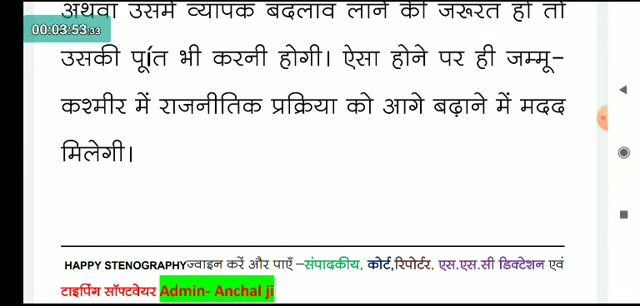 अथवा उसमें व्यापक बदलाव लाने की जरूरत हो तो
00:03:53:33
उसकी पूíत भी करनी होगी। ऐसा होने पर ही जम्मू-
कश्मीर में राजनीतिक प्रक्रिया को आगे बढ़ाने में मदद
मिलेगी।
HAPPY STENOGRAPHYज्वाइन करें और पाएँ –संपादकीय, कोर्ट,रिपोर्टर, एस.एस.सी डिक्टेशन एवं
टाइपिंग सॉफ्टवेयर Admin- Anchal ji